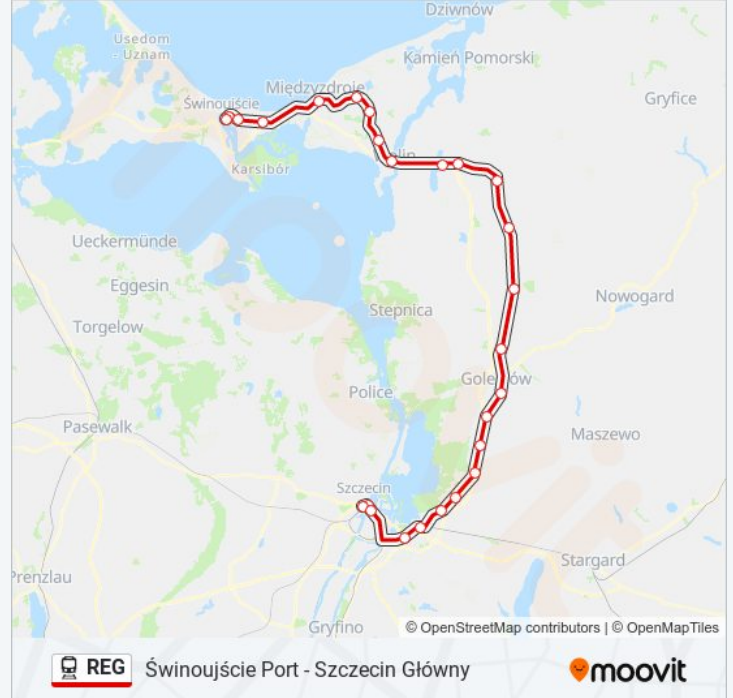 Dziwnów
Usedom
- Uznam
Kamień Pomorski
Międzyzdroje
Gryfice
Świnoujście
Karsibór
Ueckermünde
Eggesin
Nowogard
Stepnica
Torgelow
Goleniów
Police
Pasewalk
Maszewo
Szczecin
Stargard
Prenzlau
Gryfino
© OpenStreetMap contributors | © OpenMapTiles
REG Świnoujście Port - Szczecin Główny
moovit